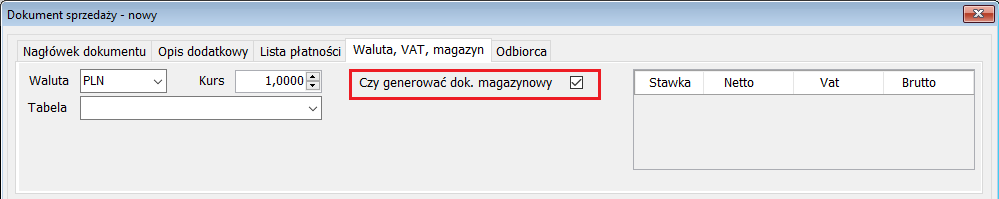 Dokument sprzedaży - nowy
Nagłówek dokumentu Opis dodatkowy Lista płatności Waluta, VAT, magazyn Odbiorca
Waluta PLN Kurs 1,0000 Czy generować dok. magazynowy Stawka Netto Vat Brutto
Tabela